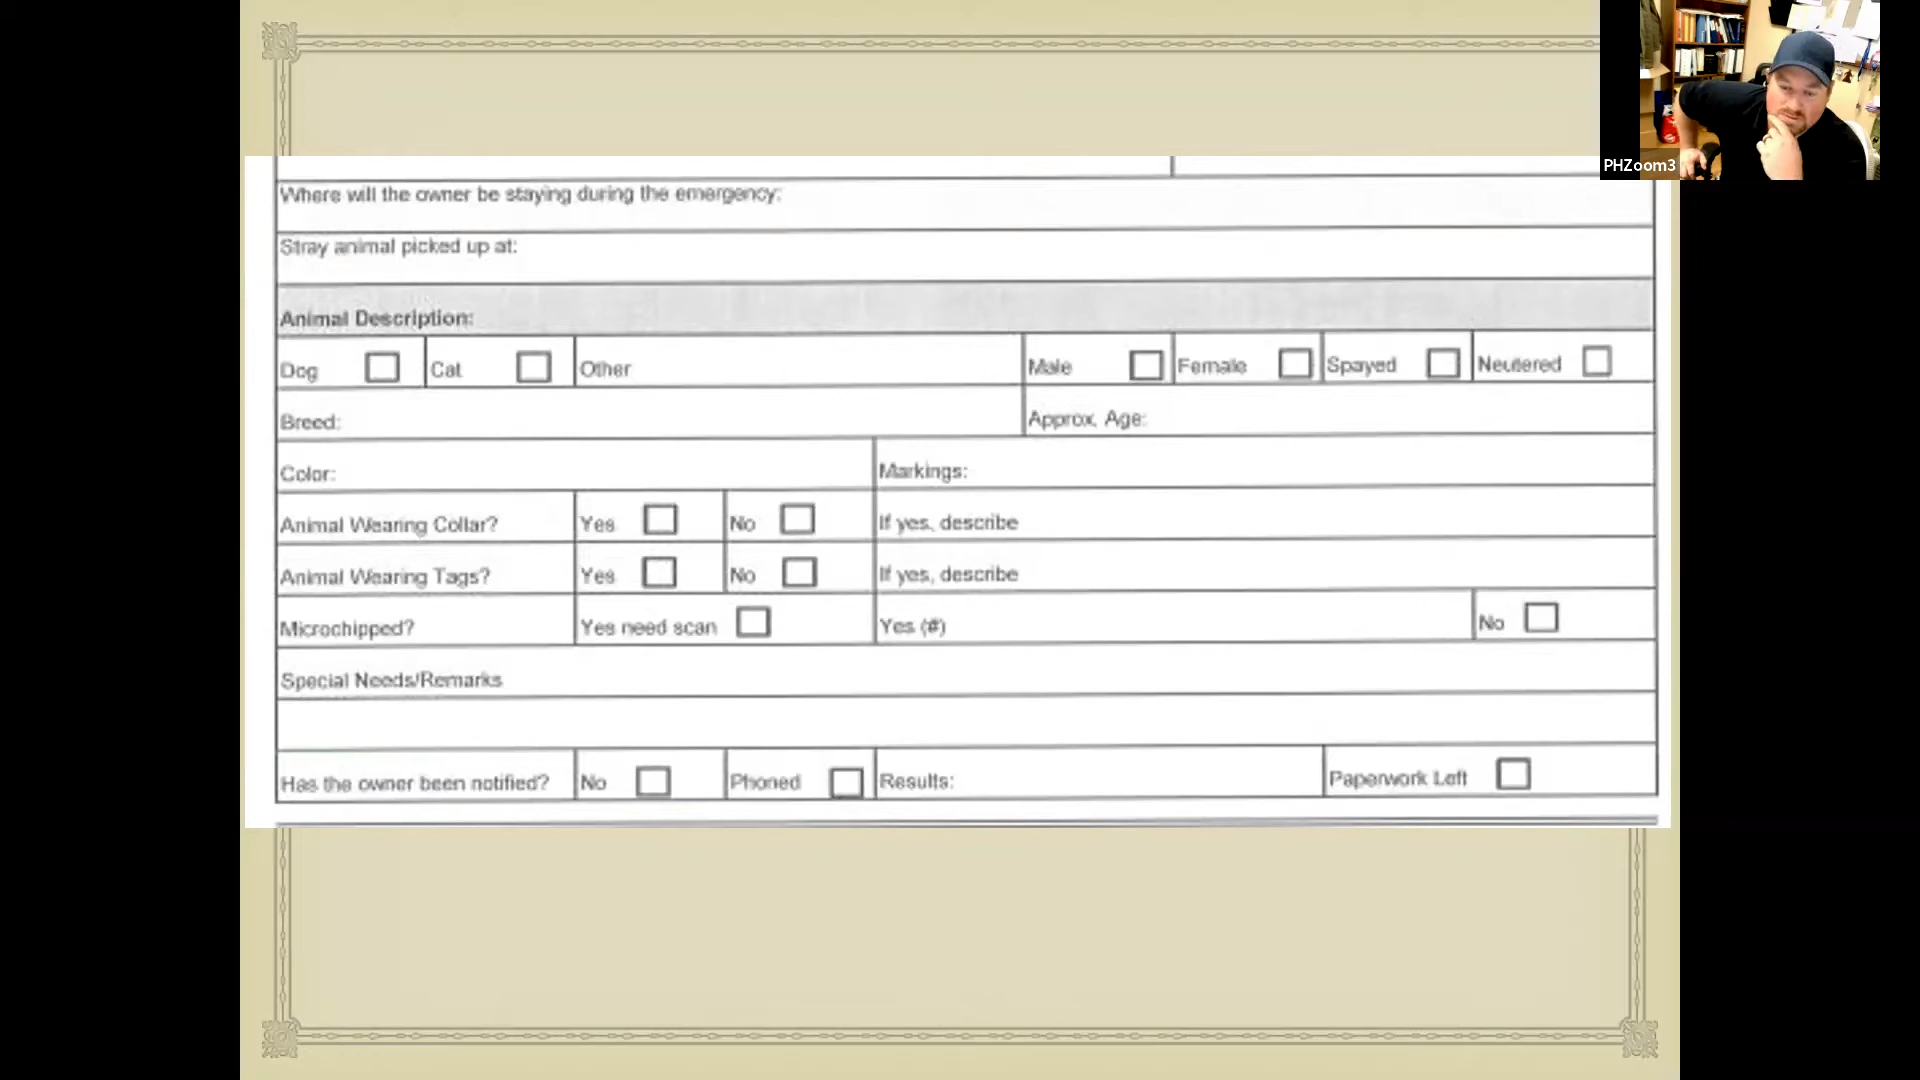 PHZoom3
Where will the owner be staying during the emergency:
Stray animal picked up at:
Animal Description:
Dog Cat Other Male Female Spayed Neutered
Breed: Approx. Age:
Color: Markings:
Animal Wearing Collar? Yes No If yes, describe
Animal Wearing Tags? Yes No If yes, describe
Microchipped? Yes need scan Yes (#) No
Special Needs/Remarks
Has the owner been notified? No Phoned Results: Paperwork Left